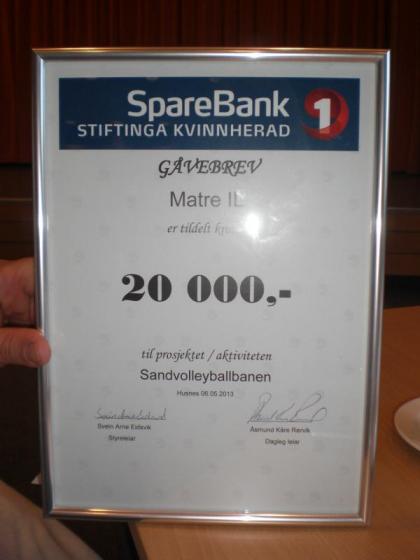 SpareBank 1
STIFTINGA KVINNHERAD
GÅVEBREV
Matre IL
er tildelt
20 000,-
til prosjektet / aktiviteten
Sandvolleyballbanen
Husnes 06.05.2013
Svein Arne Eidsvik
Styreleiar
Åsmund Kåre Rørvik
Dagleg leiar